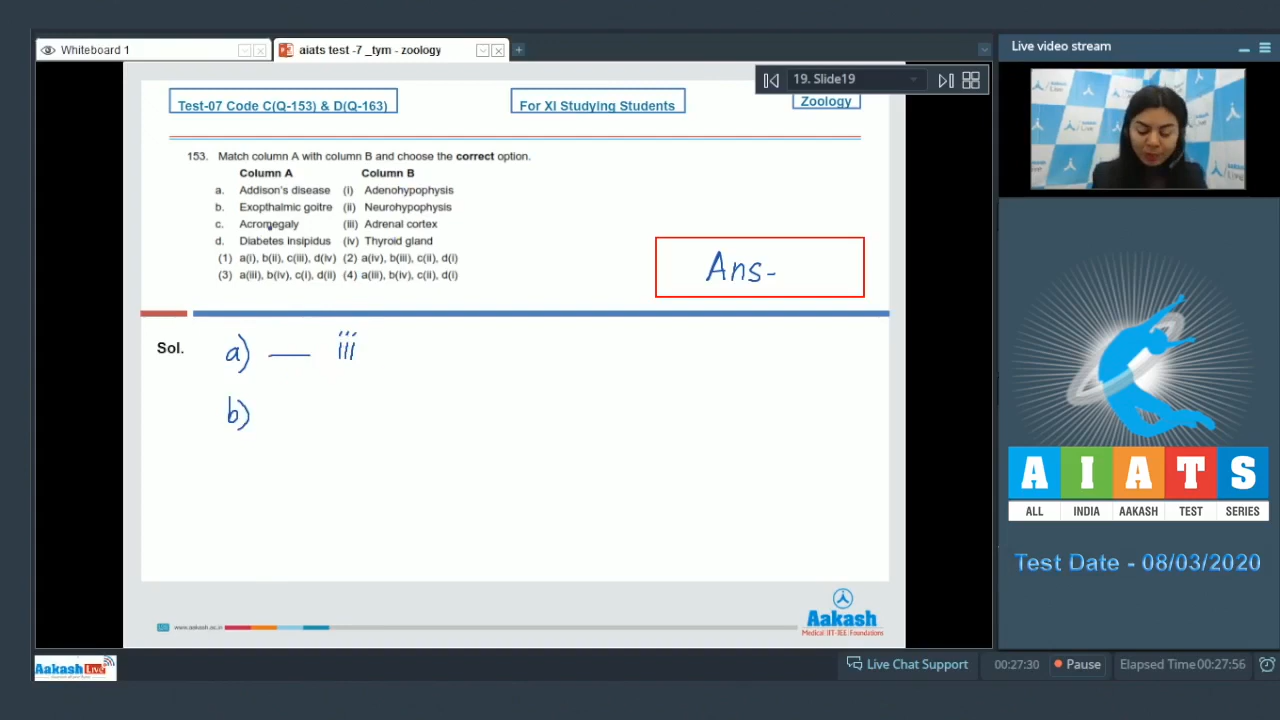 Whiteboard 1
aiats test -7 _tym - zoology
Live video stream
19. Slide19
Test-07 Code C(Q-153) & D(Q-163)
For XI Studying Students
Zoology
153. Match column A with column B and choose the correct option.
Column A Column B
a. Addison's disease (i) Adenohypophysis
b. Exopthalmic goitre (ii) Neurohypophysis
c. Acromegaly (iii) Adrenal cortex
d. Diabetes insipidus (iv) Thyroid gland
(1) a(i), b(ii), c(iii), d(iv) (2) a(iv), b(iii), c(ii), d(i)
(3) a(iii), b(iv), c(i), d(ii) (4) a(iii), b(iv), c(ii), d(i)
Ans-
Sol. a) — iii
b)
www.aakash.ac.in
Aakash
Medical|IIT-JEE|Foundations
AIATS
ALL INDIA AAKASH TEST SERIES
Test Date - 08/03/2020
Aakash Live
Live Chat Support
00:27:30
Pause
Elapsed Time 00:27:56